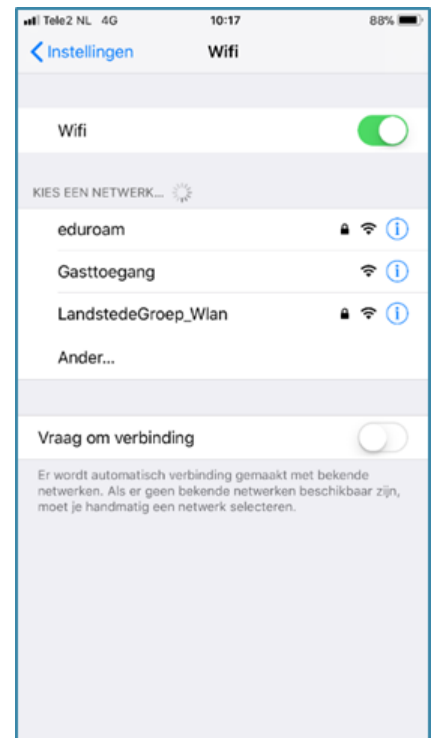 Tele2 NL 4G 10:17 88%
Instellingen Wifi
Wifi
KIES EEN NETWERK...
eduroam
Gasttoegang
LandstedeGroep_Wlan
Ander...
Vraag om verbinding
Er wordt automatisch verbinding gemaakt met bekende
netwerken. Als er geen bekende netwerken beschikbaar zijn,
moet je handmatig een netwerk selecteren.